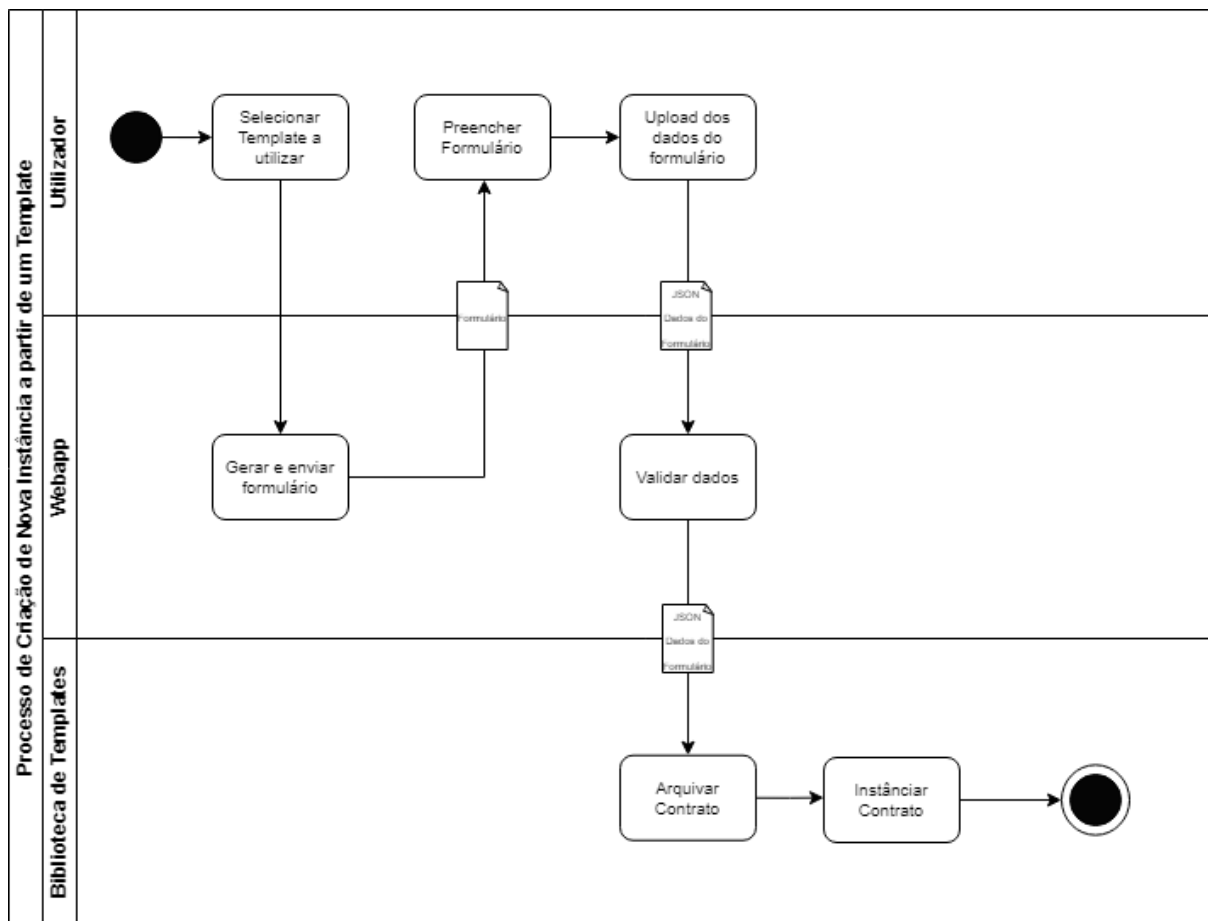 Processo de Criação de Nova Instância a partir de um Template
Utilizador
Selecionar
Template a
utilizar
Preencher
Formulário
Upload dos
dados do
formulário
Formulário
JSON
Dados do
Formulário
Webapp
Gerar e enviar
formulário
Validar dados
JSON
Dados do
Formulário
Biblioteca de Templates
Arquivar
Contrato
Instânciar
Contrato